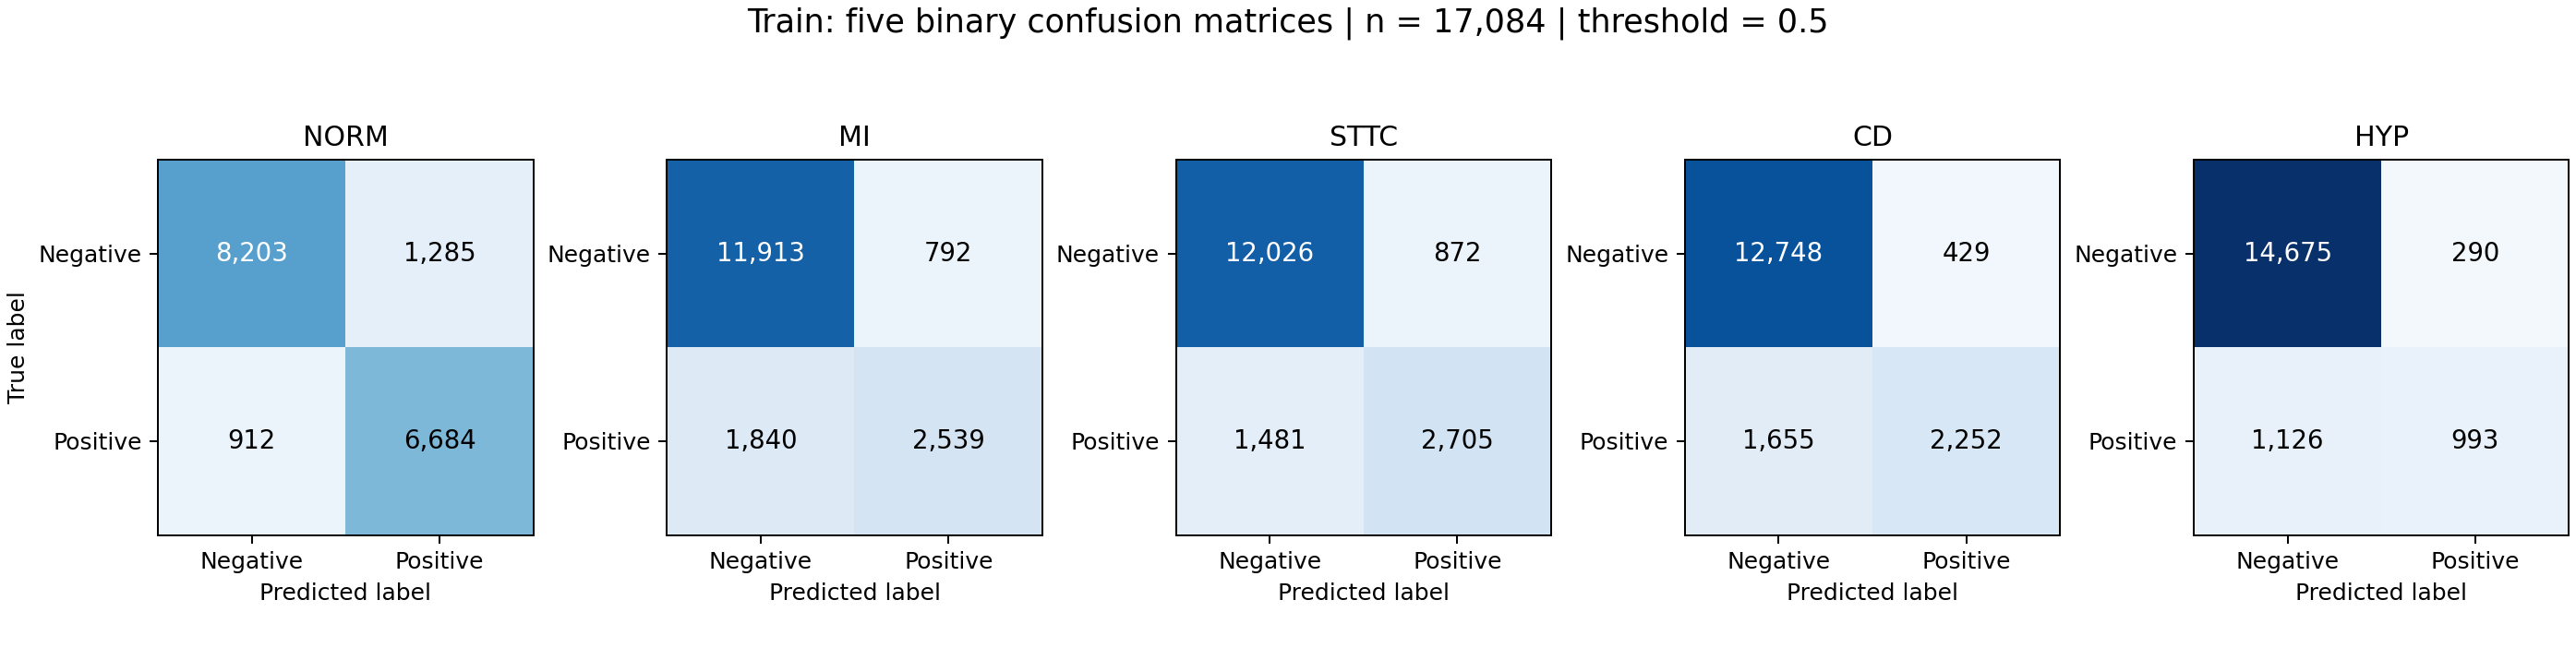 Train: five binary confusion matrices | n = 17,084 | threshold = 0.5
NORM
True label
Negative
8,203
1,285
Positive
912
6,684
Negative
Positive
Predicted label
MI
Negative
11,913
792
Positive
1,840
2,539
Negative
Positive
Predicted label
STTC
Negative
12,026
872
Positive
1,481
2,705
Negative
Positive
Predicted label
CD
Negative
12,748
429
Positive
1,655
2,252
Negative
Positive
Predicted label
HYP
Negative
14,675
290
Positive
1,126
993
Negative
Positive
Predicted label